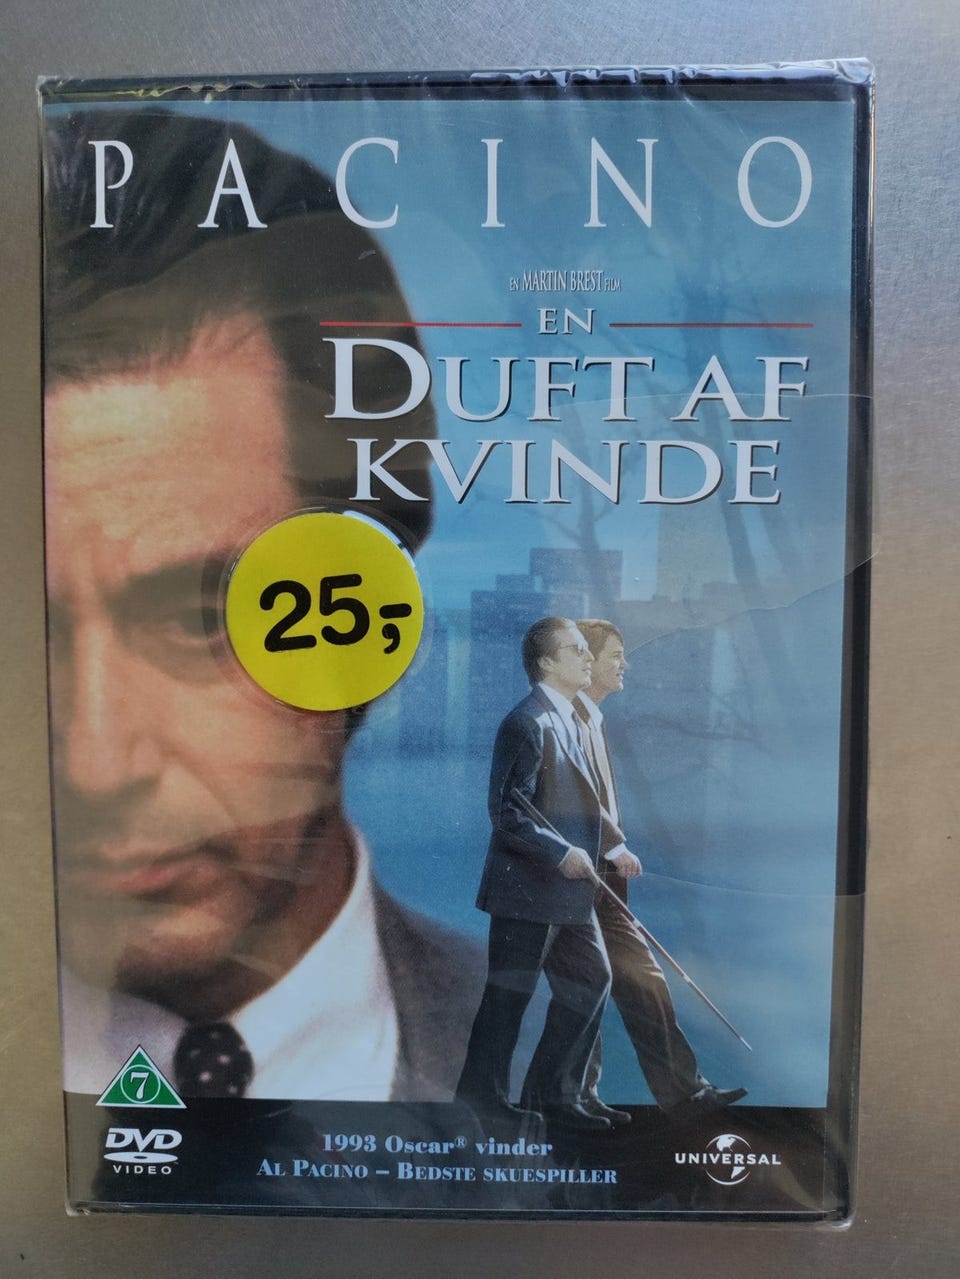 PACINO
EN MARTIN BREST FILM
EN
DUFT AF
KVINDE
25,-
7
DVD
VIDEO
1993 Oscar® vinder
AL PACINO – BEDSTE SKUESPILLER
UNIVERSAL